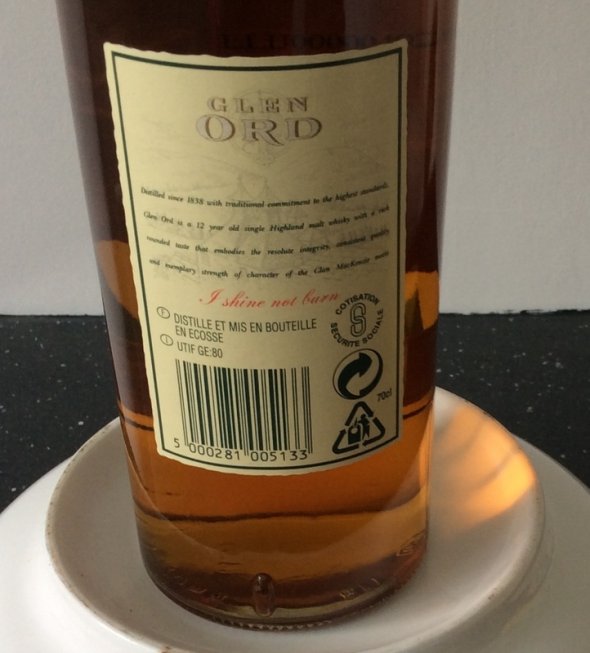 GLEN
ORD
Distilled since 1838 with traditional commitment to the highest standards,
Glen Ord is a 12 year old single Highland malt whisky with a rich
rounded taste that embodies the resolute integrity, consistent quality
and exemplary strength of character of the Clan MacKenzie motto
I shine not burn
COTISATION
SECURITE SOCIALE
F DISTILLE ET MIS EN BOUTEILLE
EN ECOSSE
I UTIF GE:80
70cl
5 000281 005133